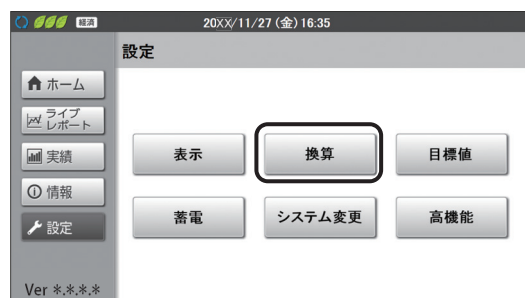 経済
20XX/11/27 (金) 16:35
設定
ホーム
ライブ
レポート
実績
情報
設定
Ver *.*.*.*
表示
換算
目標値
蓄電
システム変更
高機能